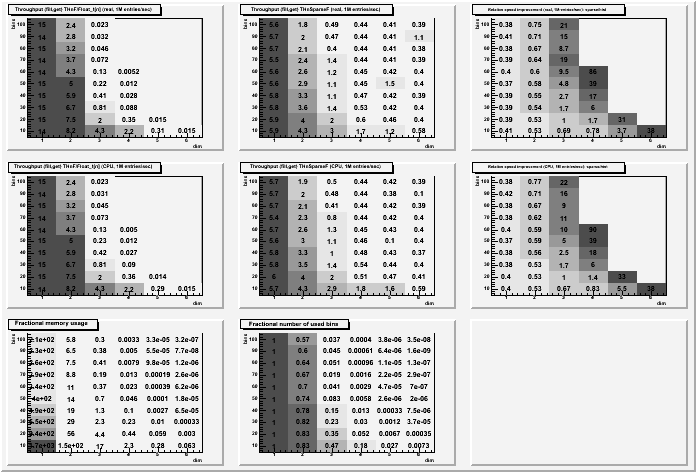 Throughput (fill,get) THnF/Float_t[n] (real, 1M entries/sec)
bins
100 15 2.4 0.023
90 14 2.8 0.032
80 15 3.2 0.046
70 14 3.7 0.072
60 14 4.3 0.13 0.0052
50 15 5 0.22 0.012
40 15 5.9 0.41 0.028
30 15 6.7 0.81 0.088
20 15 7.5 2 0.35 0.015
10 14 8.2 4.3 2.2 0.31 0.015
1 2 3 4 5 6
dim
Throughput (fill,get) THnSparseF (real, 1M entries/sec)
bins
100 5.6 1.8 0.49 0.44 0.41 0.39
90 5.7 2 0.47 0.44 0.41 1.1
80 5.7 2.1 0.4 0.44 0.41 0.38
70 5.5 2.4 1.4 0.44 0.44 0.39
60 5.6 2.6 1.2 0.45 0.42 0.4
50 5.6 2.9 1.1 0.45 1.5 0.4
40 5.8 3.3 1.1 0.47 0.42 0.39
30 5.8 3.6 1.4 0.53 0.42 0.4
20 5.9 4 2 0.6 0.46 0.4
10 5.9 4.3 3 1.7 1.2 0.58
1 2 3 4 5 6
dim
Relative speed improvement (real, 1M entries/sec): sparse/hist
bins
100 0.38 0.75 21
90 0.41 0.71 15
80 0.38 0.67 8.7
70 0.39 0.64 19
60 0.4 0.6 9.5 86
50 0.37 0.58 4.8 39
40 0.39 0.55 2.7 17
30 0.39 0.54 1.7 6
20 0.39 0.53 1 1.7 31
10 0.41 0.53 0.69 0.78 3.7 38
1 2 3 4 5 6
dim
Throughput (fill,get) THnF/Float_t[n] (CPU, 1M entries/sec)
bins
100 15 2.4 0.023
90 15 2.8 0.031
80 15 3.2 0.045
70 14 3.7 0.073
60 14 4.3 0.13 0.005
50 15 5 0.23 0.012
40 15 5.9 0.42 0.027
30 15 6.7 0.81 0.09
20 15 7.5 2 0.36 0.014
10 14 8.2 4.3 2.2 0.29 0.015
1 2 3 4 5 6
dim
Throughput (fill,get) THnSparseF (CPU, 1M entries/sec)
bins
100 5.7 1.9 0.5 0.44 0.42 0.39
90 5.7 2 0.48 0.44 0.38 0.1
80 5.7 2.1 0.41 0.44 0.42 0.39
70 5.4 2.3 0.8 0.44 0.42 0.4
60 5.7 2.6 1.3 0.45 0.43 0.4
50 5.6 3 1.1 0.46 0.1 0.4
40 5.8 3.3 1 0.48 0.43 0.37
30 5.7 3.5 1.4 0.54 0.44 0.4
20 6 4 2 0.51 0.47 0.41
10 5.7 4.3 2.9 1.8 1.6 0.59
1 2 3 4 5 6
dim
Relative speed improvement (CPU, 1M entries/sec): sparse/hist
bins
100 0.38 0.77 22
90 0.42 0.71 16
80 0.38 0.67 9
70 0.38 0.62 11
60 0.4 0.59 10 90
50 0.37 0.59 5 39
40 0.38 0.56 2.5 18
30 0.38 0.53 1.7 6
20 0.4 0.53 1 1.4 33
10 0.4 0.53 0.67 0.83 5.5 38
1 2 3 4 5 6
dim
Fractional memory usage
bins
100 5.8 0.3 0.0033 3.3e-05 3.2e-07
90 6.5 0.38 0.005 5.5e-05 7.7e-08
80 7.5 0.41 0.0079 9.8e-05 1.2e-06
70 8.8 0.19 0.013 0.00019 2.6e-06
60 11 0.37 0.023 0.00039 6.2e-06
50 14 0.7 0.046 0.0001 1.8e-05
40 19 1.3 0.1 0.0027 6.5e-05
30 29 2.3 0.23 0.01 0.00033
20 56 4.4 0.44 0.059 0.003
10 1.5e+02 17 2.3 0.28 0.063
1 2 3 4 5 6
dim
Fractional number of used bins
bins
100 1 0.57 0.037 0.0004 3.8e-06 3.5e-08
90 1 0.6 0.045 0.00061 6.4e-06 1.6e-09
80 1 0.64 0.055 0.00097 1.1e-05 1.3e-07
70 1 0.67 0.019 0.0016 2.2e-05 2.9e-07
60 1 0.7 0.041 0.0029 4.7e-05 7e-07
50 1 0.74 0.083 0.0058 2.6e-06 2e-06
40 1 0.78 0.15 0.013 0.00033 7.5e-06
30 1 0.82 0.23 0.03 0.0012 3.7e-05
20 1 0.83 0.35 0.052 0.0067 0.00035
10 1 0.83 0.47 0.18 0.027 0.0073
1 2 3 4 5 6
dim